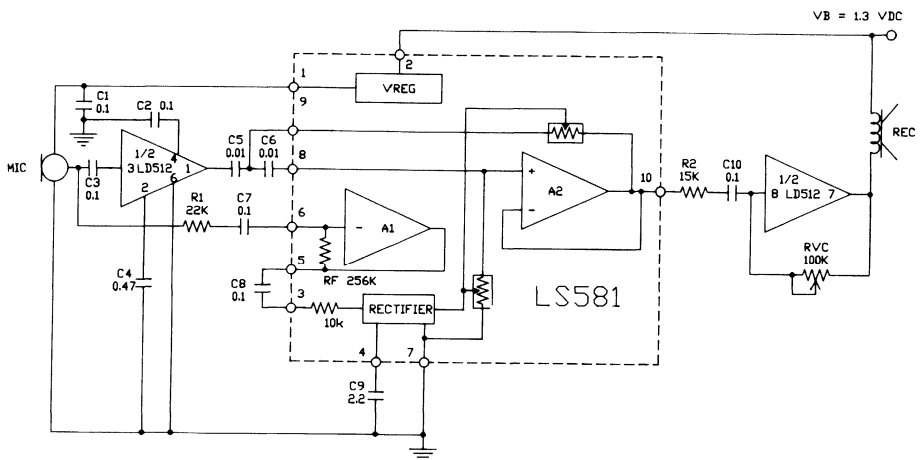 VB = 1.3 VDC
2
1
VREG
9
C1
0.1
C2 0.1
REC
C5
0.01
C6
0.01
8
1/2
3 LD512 1
4
2
6
MIC
C3
0.1
+
A2
-
10
R2
15K
C10
0.1
1/2
8 LD512 7
R1
22K
C7
0.1
6
-
A1
RVC
100K
C4
0.47
5
RF 256K
C8
0.1
3
10k
RECTIFIER
LS581
4
7
C9
2.2